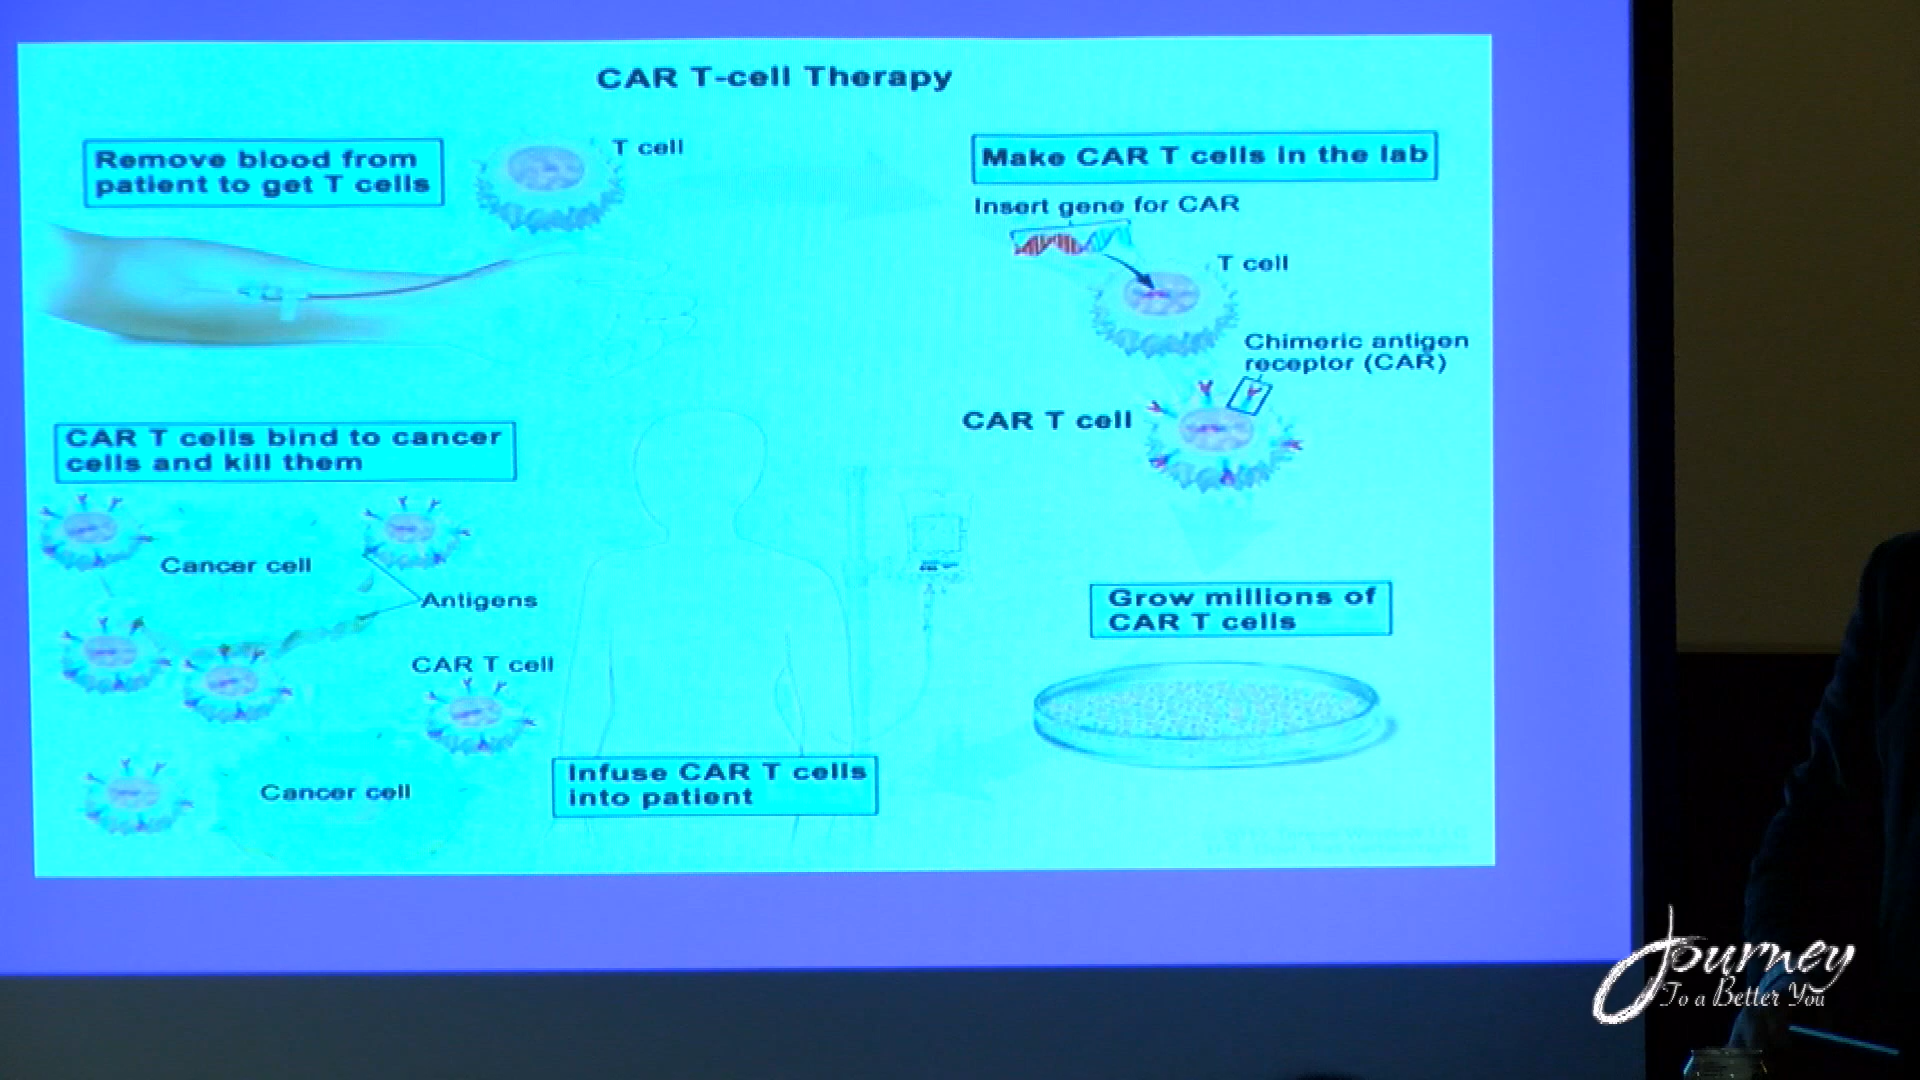 CAR T-cell Therapy
Remove blood from
patient to get T cells
T cell
Make CAR T cells in the lab
Insert gene for CAR
T cell
Chimeric antigen
receptor (CAR)
CAR T cell
Grow millions of
CAR T cells
Infuse CAR T cells
into patient
CAR T cells bind to cancer
cells and kill them
Cancer cell
Antigens
CAR T cell
Cancer cell
Journey
To a Better You